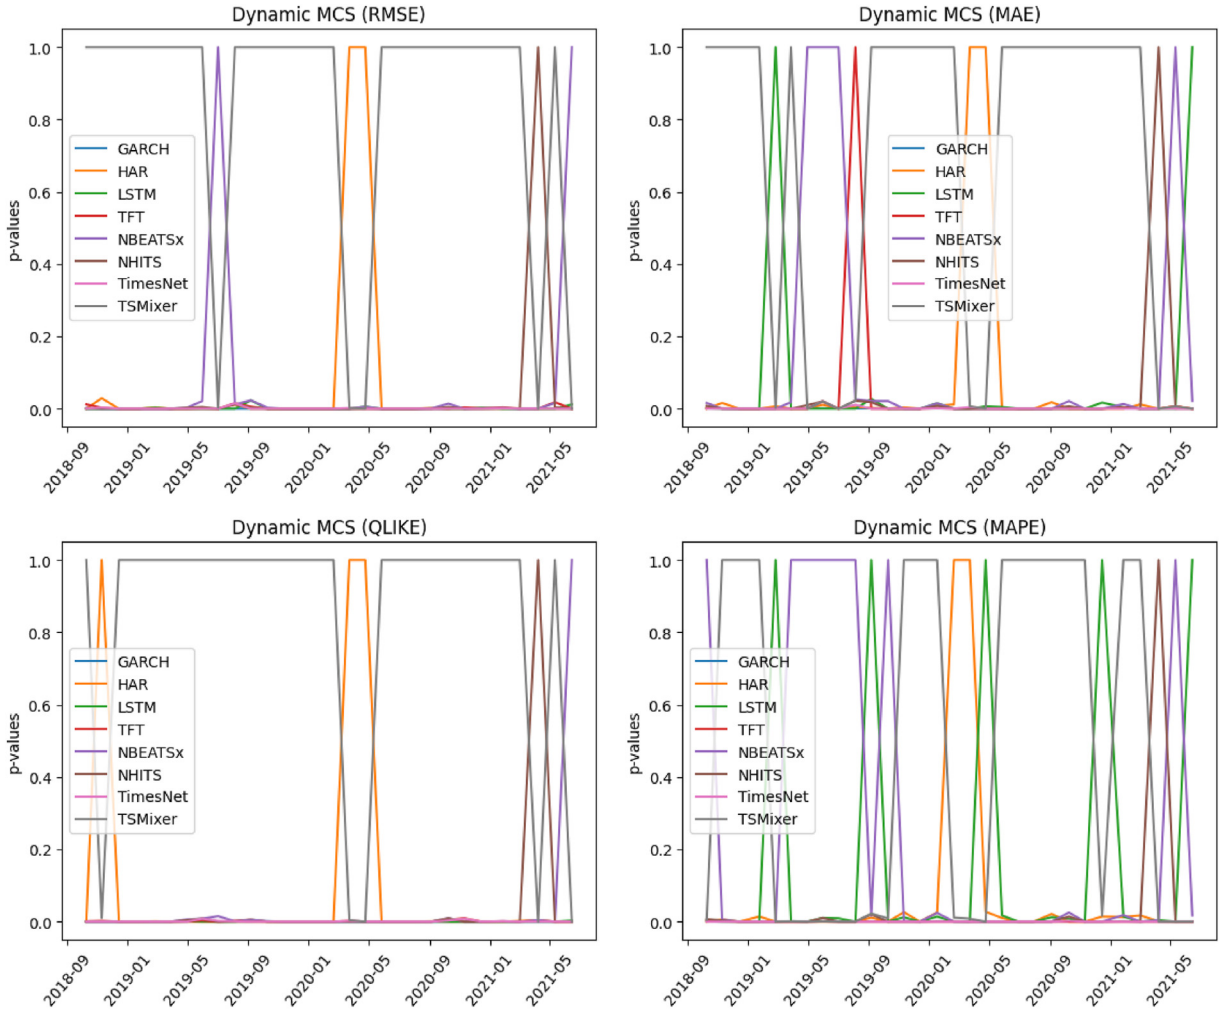 Dynamic MCS (RMSE)
1.0
0.8
0.6
0.4
0.2
0.0
p-values
GARCH
HAR
LSTM
TFT
NBEATSx
NHITS
TimesNet
TSMixer
2018-09
2019-01
2019-05
2019-09
2020-01
2020-05
2020-09
2021-01
2021-05
Dynamic MCS (MAE)
1.0
0.8
0.6
0.4
0.2
0.0
p-values
GARCH
HAR
LSTM
TFT
NBEATSx
NHITS
TimesNet
TSMixer
2018-09
2019-01
2019-05
2019-09
2020-01
2020-05
2020-09
2021-01
2021-05
Dynamic MCS (QLIKE)
1.0
0.8
0.6
0.4
0.2
0.0
p-values
GARCH
HAR
LSTM
TFT
NBEATSx
NHITS
TimesNet
TSMixer
2018-09
2019-01
2019-05
2019-09
2020-01
2020-05
2020-09
2021-01
2021-05
Dynamic MCS (MAPE)
1.0
0.8
0.6
0.4
0.2
0.0
p-values
GARCH
HAR
LSTM
TFT
NBEATSx
NHITS
TimesNet
TSMixer
2018-09
2019-01
2019-05
2019-09
2020-01
2020-05
2020-09
2021-01
2021-05